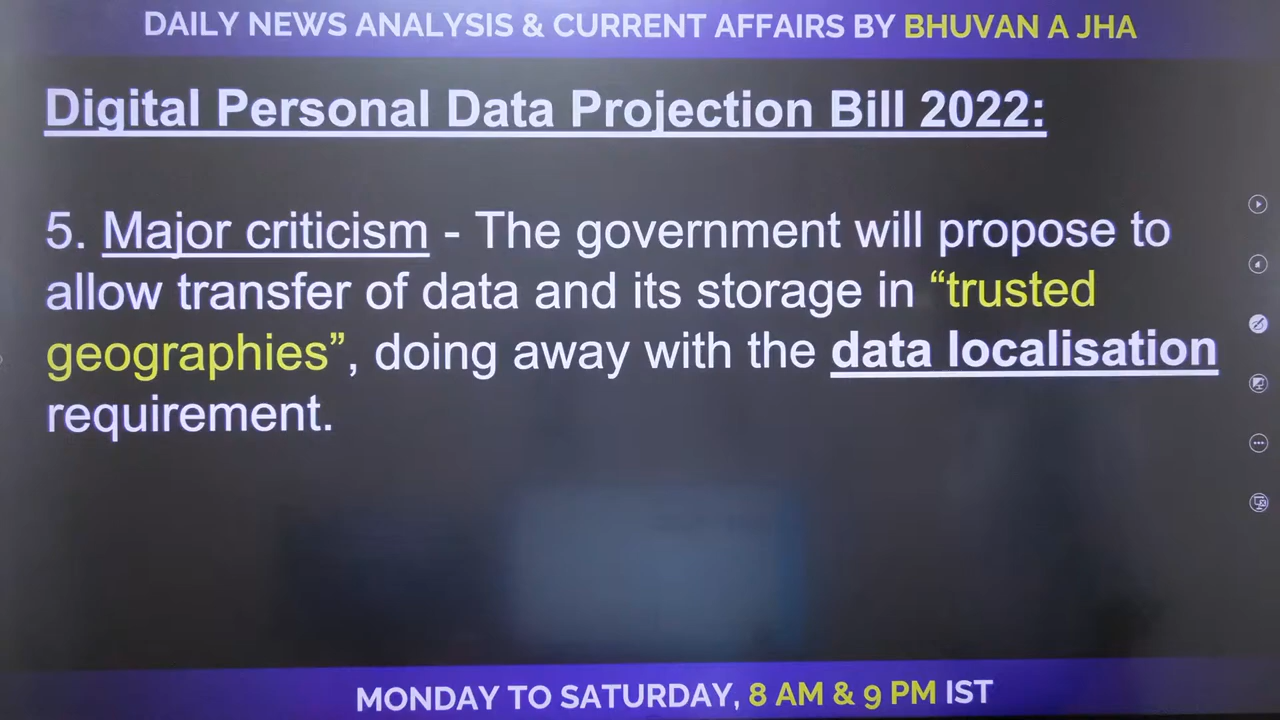 DAILY NEWS ANALYSIS & CURRENT AFFAIRS BY BHUVAN A JHA
Digital Personal Data Projection Bill 2022:
5. Major criticism - The government will propose to
allow transfer of data and its storage in “trusted
geographies”, doing away with the data localisation
requirement.
MONDAY TO SATURDAY, 8 AM & 9 PM IST